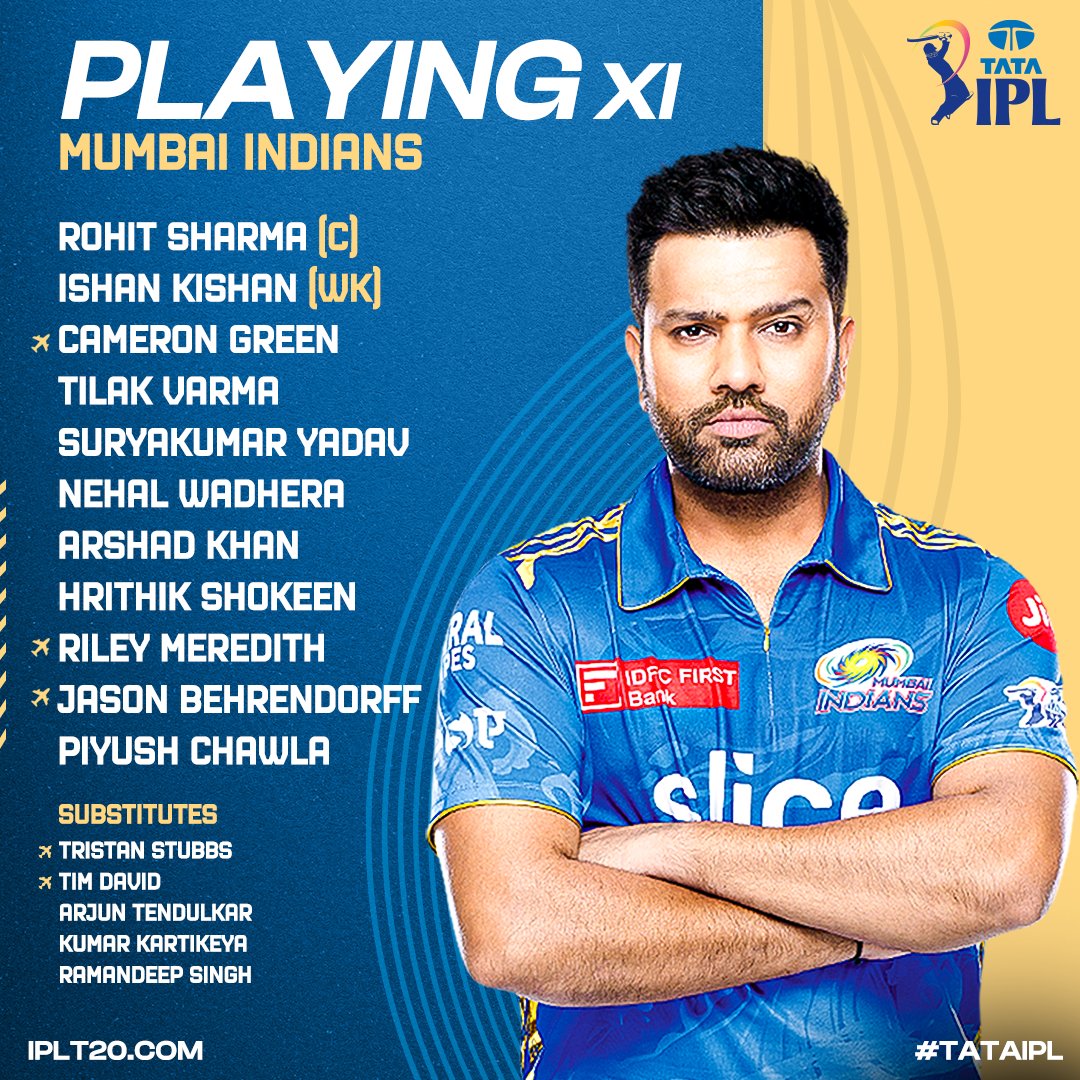 PLAYING XI
MUMBAI INDIANS
TATA
IPL
ROHIT SHARMA (C)
ISHAN KISHAN (WK)
CAMERON GREEN
TILAK VARMA
SURYAKUMAR YADAV
NEHAL WADHERA
ARSHAD KHAN
HRITHIK SHOKEEN
RILEY MEREDITH
JASON BEHRENDORFF
PIYUSH CHAWLA
SUBSTITUTES
TRISTAN STUBBS
TIM DAVID
ARJUN TENDULKAR
KUMAR KARTIKEYA
RAMANDEEP SINGH
IDFC FIRST
Bank
MUMBAI
INDIANS
slice
IPLT20.COM
#TATAIPL